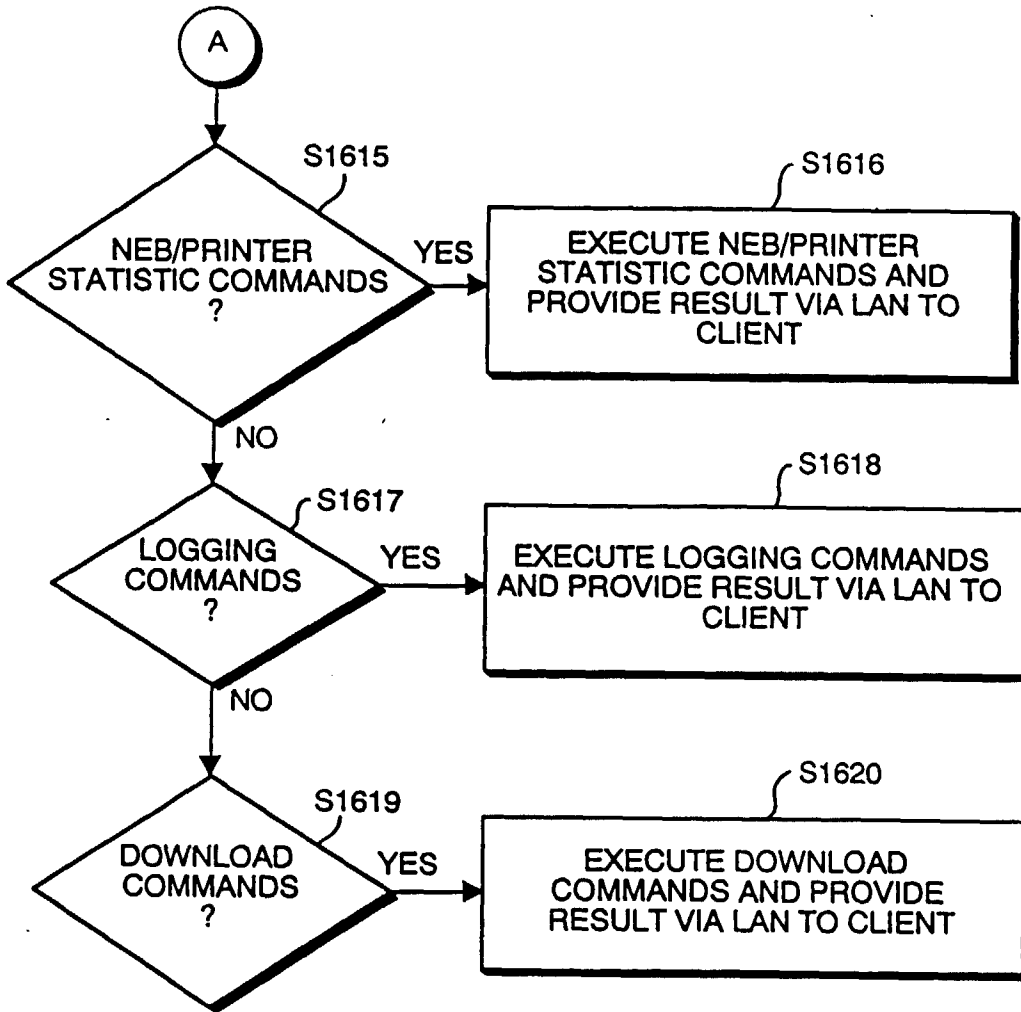 A
S1615
NEB/PRINTER
STATISTIC COMMANDS
?
YES
S1616
EXECUTE NEB/PRINTER
STATISTIC COMMANDS AND
PROVIDE RESULT VIA LAN TO
CLIENT
NO
S1617
LOGGING
COMMANDS
?
YES
S1618
EXECUTE LOGGING COMMANDS
AND PROVIDE RESULT VIA LAN TO
CLIENT
NO
S1619
DOWNLOAD
COMMANDS
?
YES
S1620
EXECUTE DOWNLOAD
COMMANDS AND PROVIDE
RESULT VIA LAN TO CLIENT